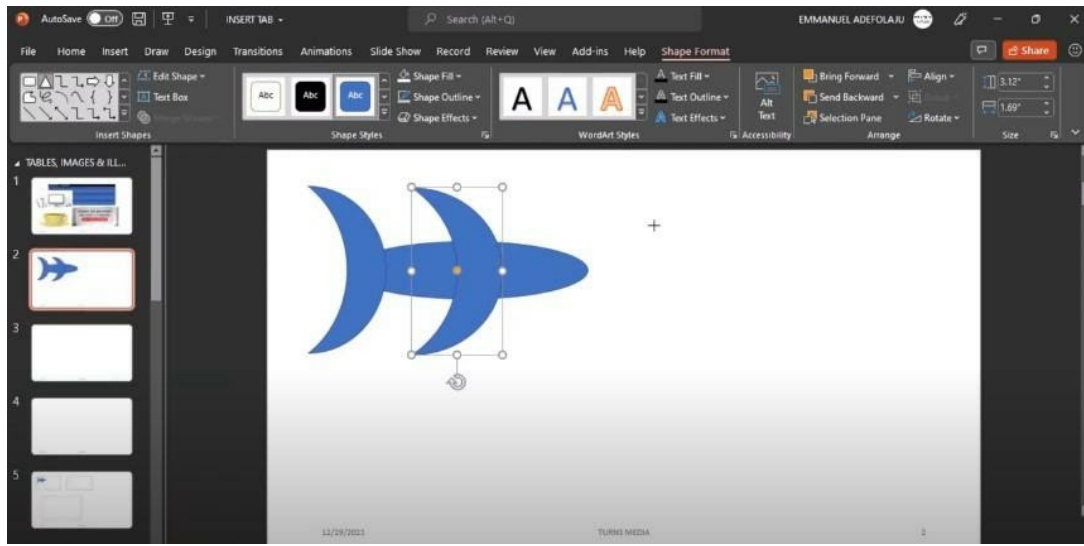 AutoSave Off INSERT TAB Search (Alt+Q) EMMANUEL ADEFOLAJU
File Home Insert Draw Design Transitions Animations Slide Show Record Review View Add-ins Help Shape Format Share
Edit Shape
Text Box
Insert Shapes
Abc Abc Abc
Shape Fill
Shape Outline
Shape Effects
Shape Styles
A A A
Text Fill
Text Outline
Text Effects
WordArt Styles
Alt
Text
Accessibility
Bring Forward Align
Send Backward
Selection Pane Rotate
Arrange
3.12"
1.69"
Size
TABLES, IMAGES & ILL...
1
2
3
4
5
12/29/2021 TURNS MEDIA 2